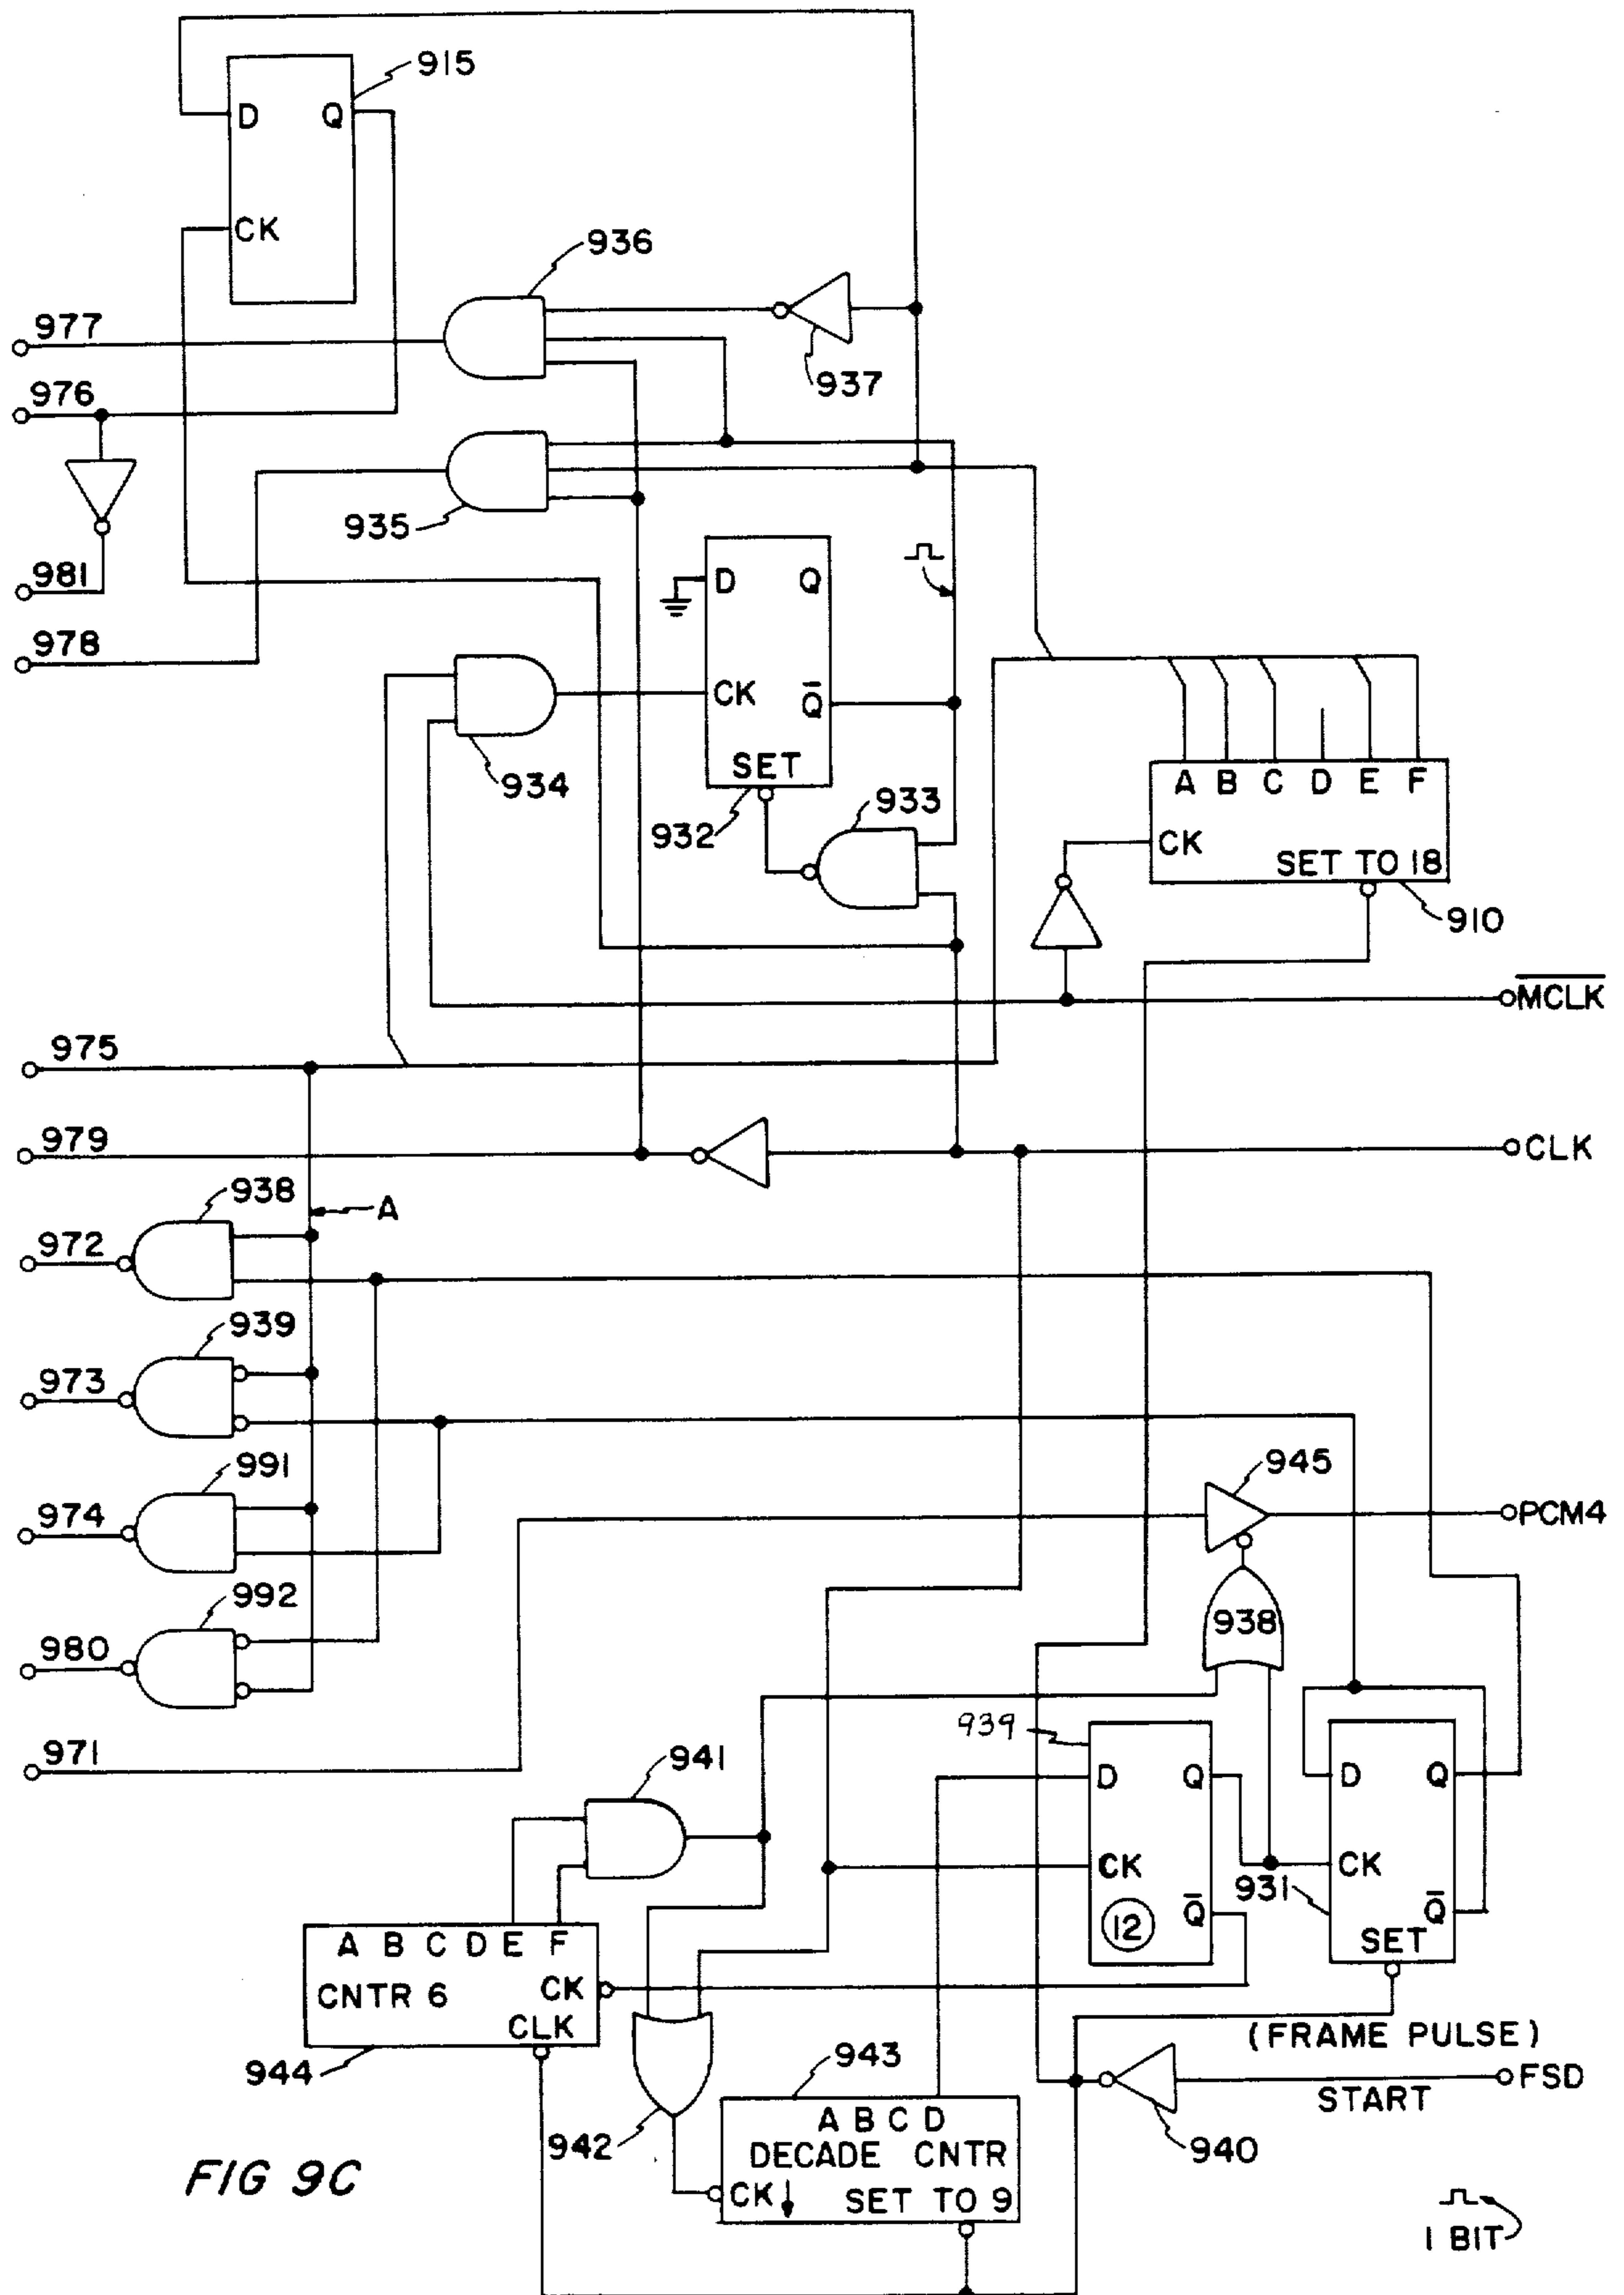 915
D Q
CK
936
977
937
976
935
981
D Q
978
CK Q̅
SET
934
932
933
A B C D E F
CK
SET TO 18
910
M̅C̅L̅K̅
975
979
CLK
938
A
972
939
973
991
974
945
PCM4
992
980
938
971
939
941
D Q
D Q
CK
CK
931
12
Q̅
Q̅
SET
A B C D E F
CNTR 6 CK
CLK
944
943
(FRAME PULSE)
FSD
START
A B C D
DECADE CNTR
942
940
CK SET TO 9
FIG 9C
1 BIT